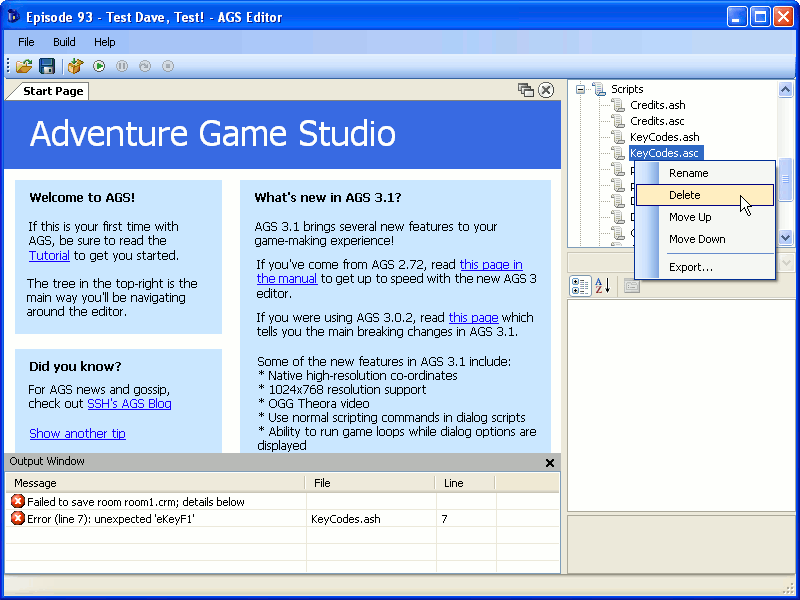 Episode 93 - Test Dave, Test! - AGS Editor
File Build Help
Start Page
Adventure Game Studio
Welcome to AGS!
If this is your first time with
AGS, be sure to read the
Tutorial to get you started.
The tree in the top-right is the
main way you'll be navigating
around the editor.
Did you know?
For AGS news and gossip,
check out SSH's AGS Blog
Show another tip
What's new in AGS 3.1?
AGS 3.1 brings several new features to your
game-making experience!
If you've come from AGS 2.72, read this page in
the manual to get up to speed with the new AGS 3
editor.
If you were using AGS 3.0.2, read this page which
tells you the main breaking changes in AGS 3.1.
Some of the new features in AGS 3.1 include:
* Native high-resolution co-ordinates
* 1024x768 resolution support
* OGG Theora video
* Use normal scripting commands in dialog scripts
* Ability to run game loops while dialog options are
displayed
Scripts
Credits.ash
Credits.asc
KeyCodes.ash
KeyCodes.asc
Rename
Delete
Move Up
Move Down
Export...
Output Window
Message File Line
Failed to save room room1.crm; details below
Error (line 7): unexpected 'eKeyF1' KeyCodes.ash 7